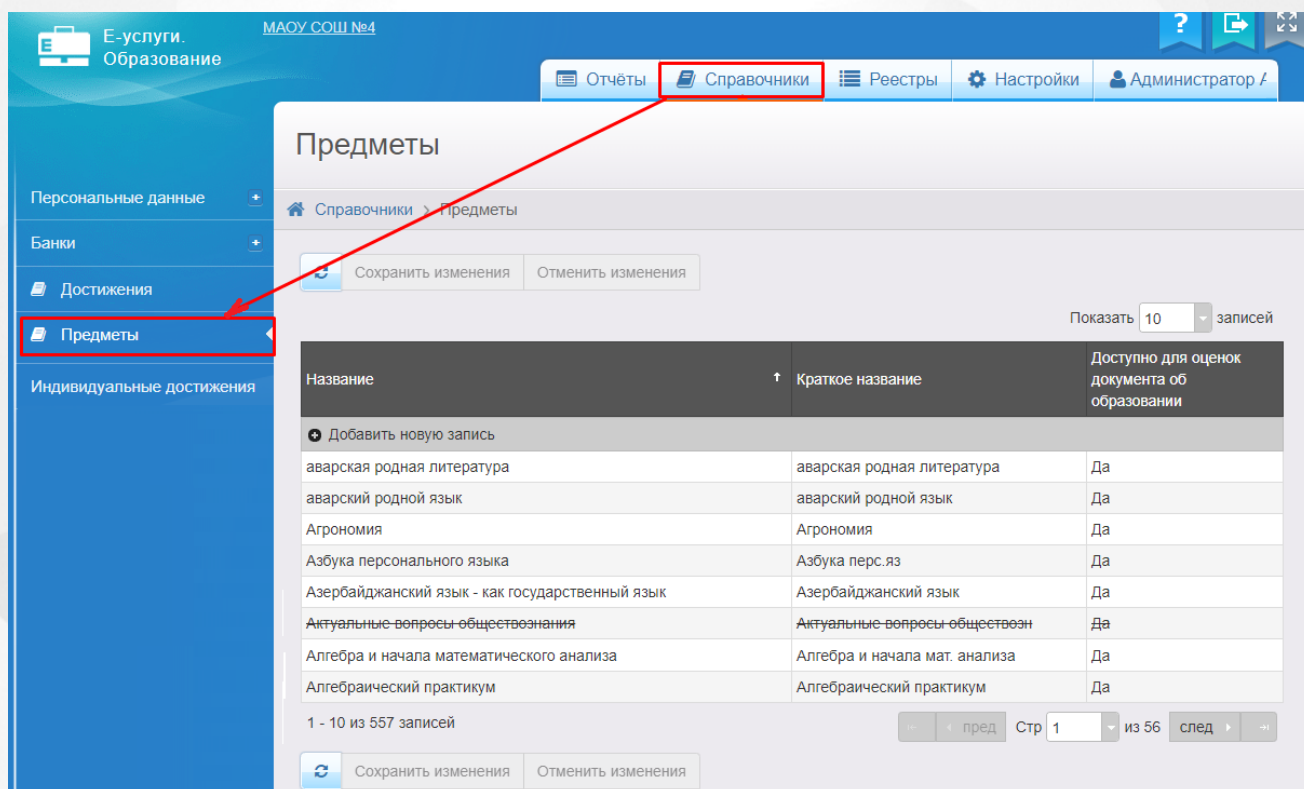 Е-услуги.
Образование
МАОУ СОШ №4
?
Отчёты Справочники Реестры Настройки Администратор
Предметы
Персональные данные
Банки
Достижения
Предметы
Индивидуальные достижения
Справочники > Предметы
Сохранить изменения Отменить изменения
Показать 10 записей
Название Краткое название Доступно для оценок
документа об
образовании
Добавить новую запись
аварская родная литература аварская родная литература Да
аварский родной язык аварский родной язык Да
Агрономия Агрономия Да
Азбука персонального языка Азбука перс.яз Да
Азербайджанский язык - как государственный язык Азербайджанский язык Да
Актуальные вопросы обществознания Актуальные вопросы обществозн Да
Алгебра и начала математического анализа Алгебра и начала мат. анализа Да
Алгебраический практикум Алгебраический практикум Да
1 - 10 из 557 записей
пред Стр 1 из 56 след
Сохранить изменения Отменить изменения